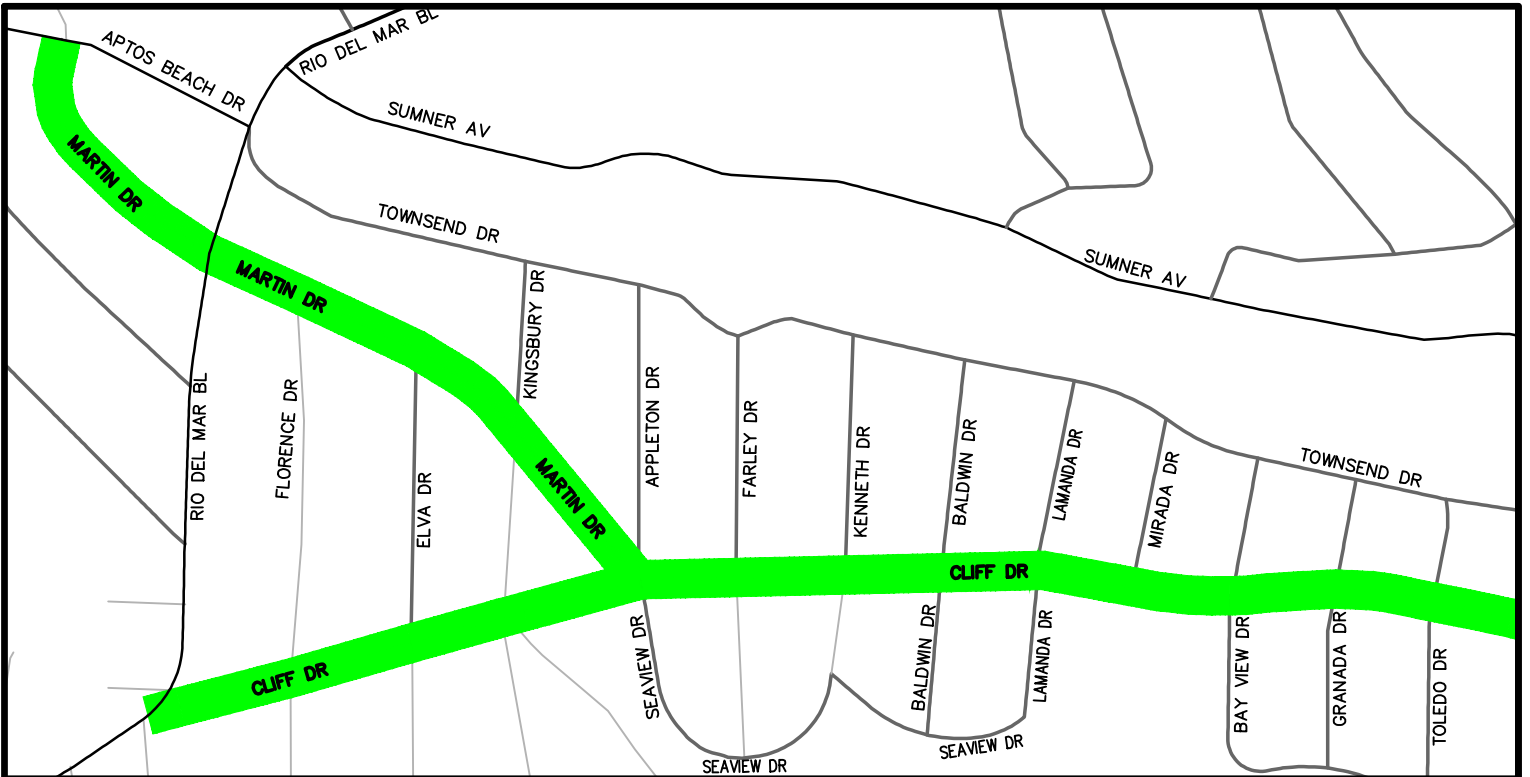 RIO DEL MAR BL
APTOS BEACH DR
SUMNER AV
MARTIN DR
TOWNSEND DR
SUMNER AV
MARTIN DR
KINGSBURY DR
RIO DEL MAR BL
FLORENCE DR
ELVA DR
MARTIN DR
APPLETON DR
FARLEY DR
KENNETH DR
BALDWIN DR
LAMANDA DR
MIRADA DR
TOWNSEND DR
CLIFF DR
CLIFF DR
SEAVIEW DR
BALDWIN DR
LAMANDA DR
BAY VIEW DR
GRANADA DR
TOLEDO DR
SEAVIEW DR
SEAVIEW DR